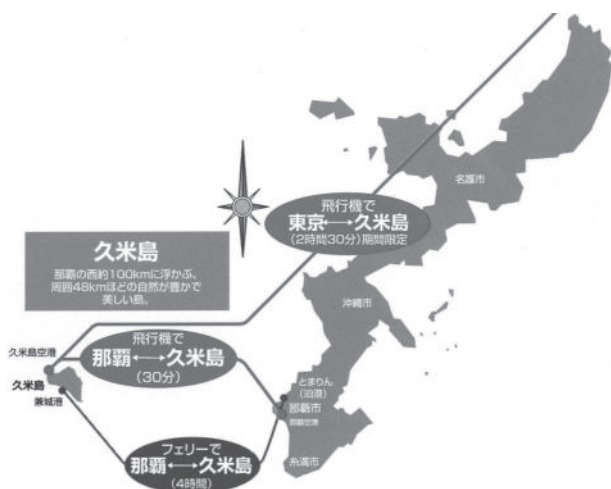 名護市
飛行機で
東京⟷久米島
(2時間30分)期間限定
久米島
那覇の西約100kmに浮かぶ、
周囲48kmほどの自然が豊かで
美しい島。
沖縄市
飛行機で
那覇⟷久米島
(30分)
久米島空港
久米島
兼城港
とまりん
(泊港)
那覇市
那覇空港
フェリーで
那覇⟷久米島
(4時間)
糸満市